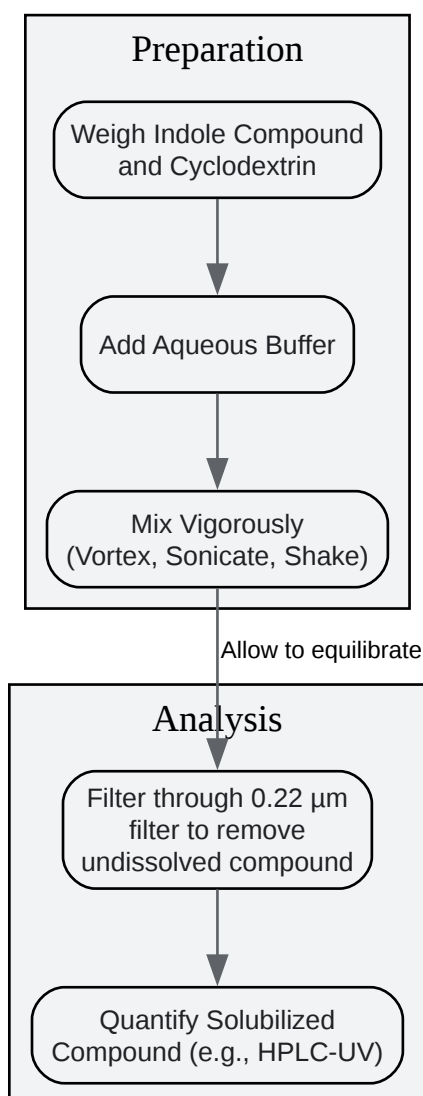 Preparation
Weigh Indole Compound
and Cyclodextrin
Add Aqueous Buffer
Mix Vigorously
(Vortex, Sonicate, Shake)
Allow to equilibrate
Analysis
Filter through 0.22 µm
filter to remove
undissolved compound
Quantify Solubilized
Compound (e.g., HPLC-UV)